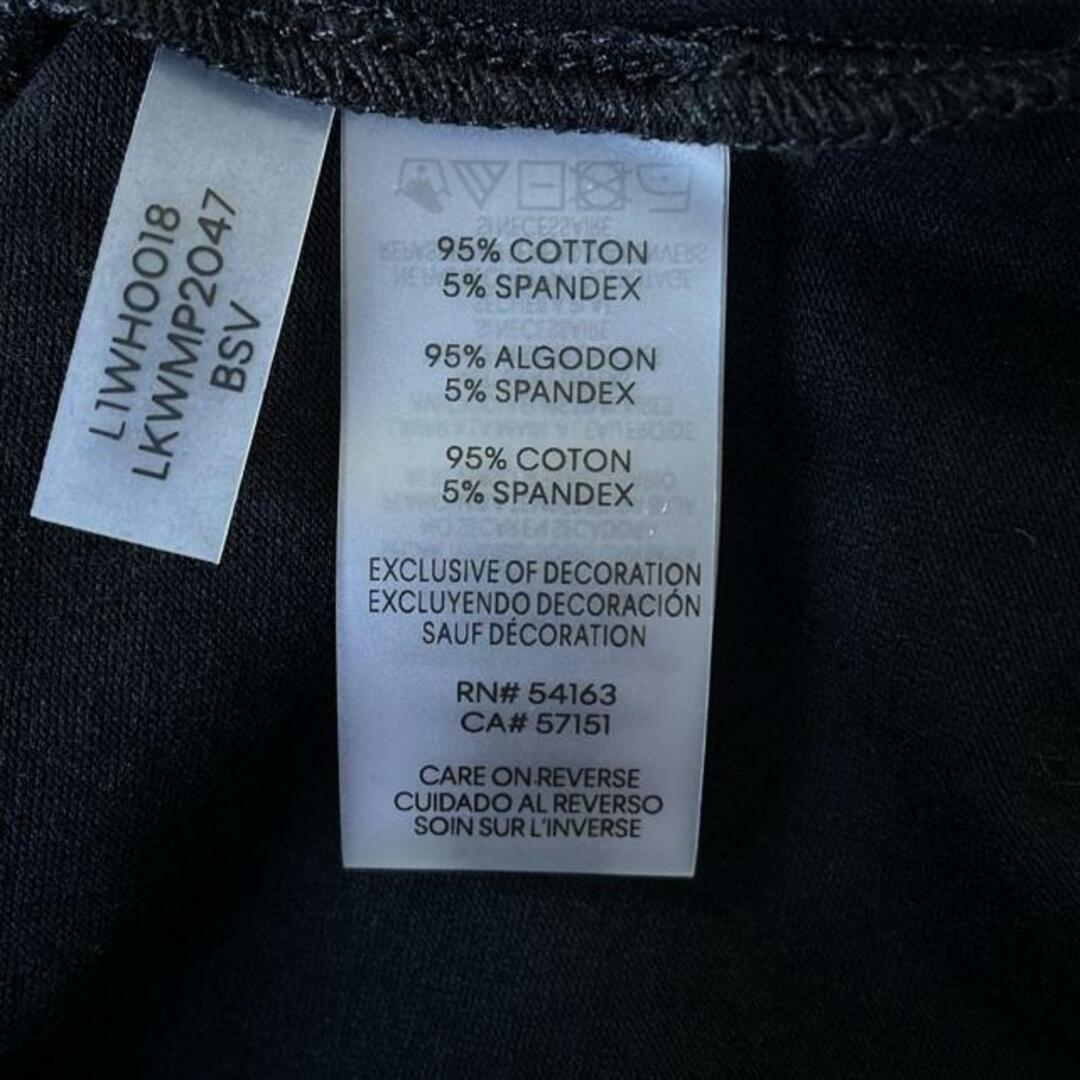 L1WH0018
LKWMP2047
BSV
95% COTTON
5% SPANDEX
95% ALGODON
5% SPANDEX
95% COTON
5% SPANDEX
EXCLUSIVE OF DECORATION
EXCLUYENDO DECORACIÓN
SAUF DÉCORATION
RN# 54163
CA# 57151
CARE ON REVERSE
CUIDADO AL REVERSO
SOIN SUR L'INVERSE